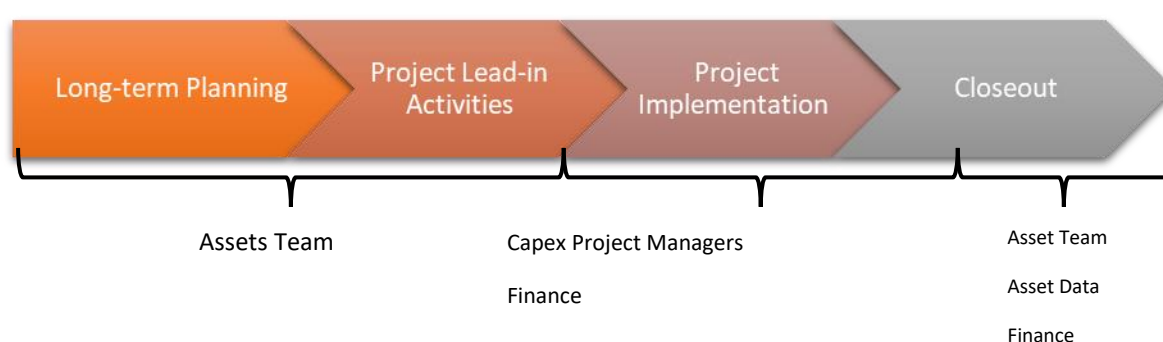 Long-term Planning
Project Lead-in
Activities
Project
Implementation
Closeout
Assets Team
Capex Project Managers
Finance
Asset Team
Asset Data
Finance